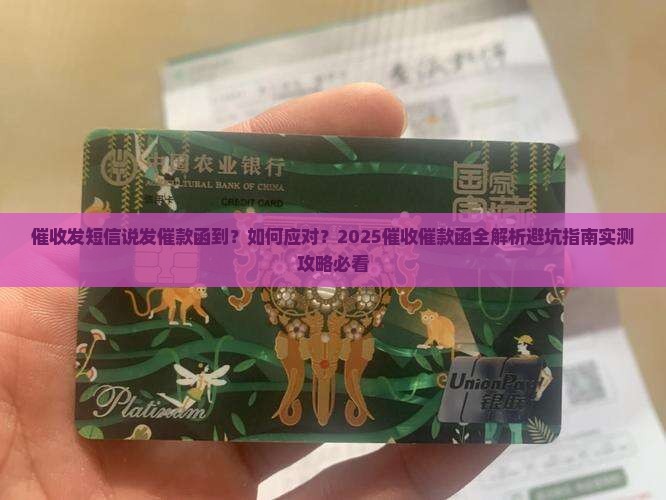 中国农业银行
AGRICULTURAL BANK OF CHINA
CREDIT CARD
国家
催收发短信说发催款函到？如何应对？2025催收催款函全解析避坑指南实测
攻略必看
Platinum
UnionPay
银联